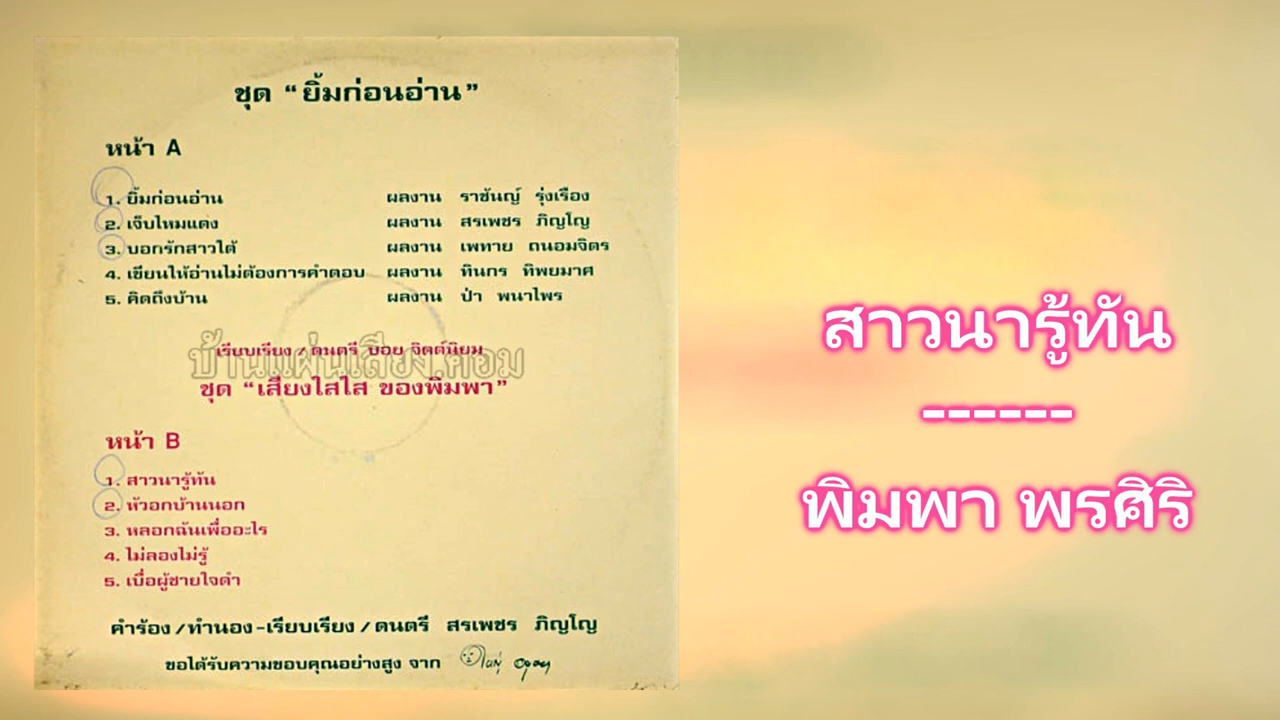 ชุด “ยิ้มก่อนอ่าน”
หน้า A
1. ยิ้มก่อนอ่าน ผลงาน ราชันญ์ รุ่งเรือง
2. เจ็บไหมแดง ผลงาน สรเพชร ภิญโญ
3. บอกรักสาวใต้ ผลงาน เพทาย ถนอมจิตร
4. เขียนให้อ่านไม่ต้องการคำตอบ ผลงาน ทินกร ทิพยมาศ
5. คิดถึงบ้าน ผลงาน ป่า พนาไพร
เรียบเรียง / ดนตรี บอย จิตต์นิยม
บ้านแผ่นเสียง.คอม
ชุด “เสียงใสใส ของพิมพา”
หน้า B
1. สาวนารู้ทัน
2. หัวอกบ้านนอก
3. หลอกฉันเพื่ออะไร
4. ไม่ลองไม่รู้
5. เบื่อผู้ชายใจดำ
คำร้อง / ทำนอง - เรียบเรียง / ดนตรี สรเพชร ภิญโญ
ขอได้รับความขอบคุณอย่างสูง จาก
สาวนารู้ทัน
------
พิมพา พรศิริ